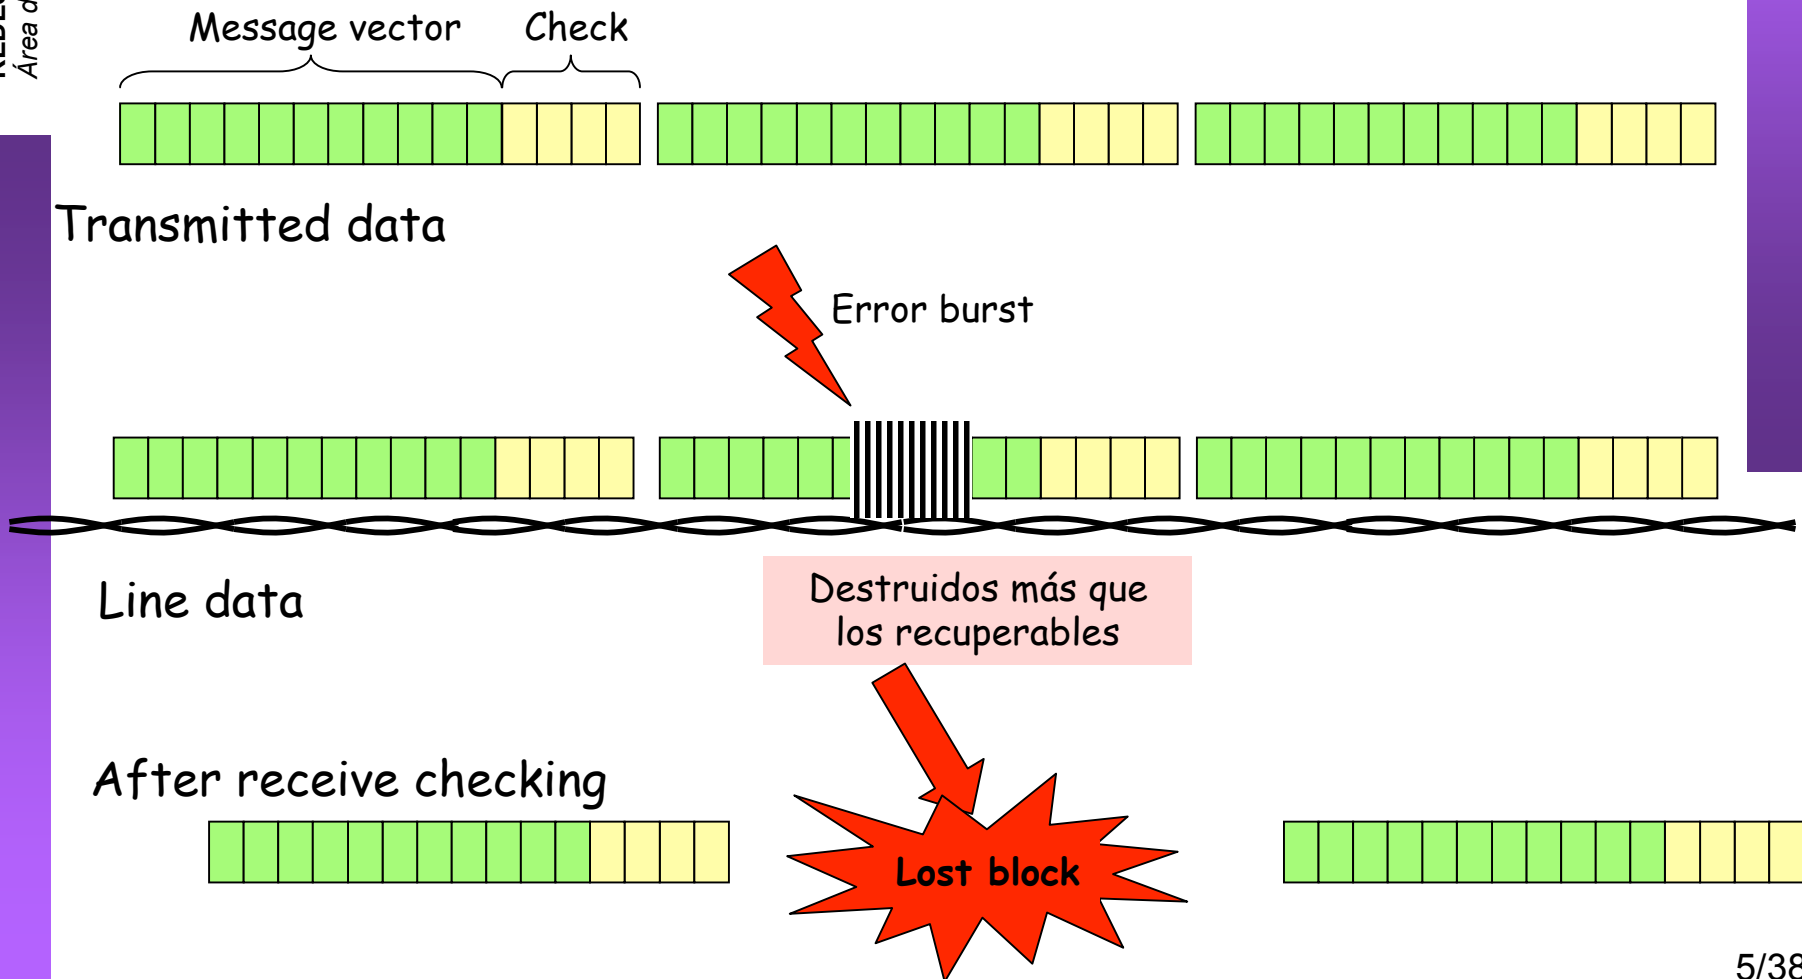 Área d
Message vector
Check
Transmitted data
Error burst
Line data
Destruidos más que
los recuperables
After receive checking
Lost block
5/38